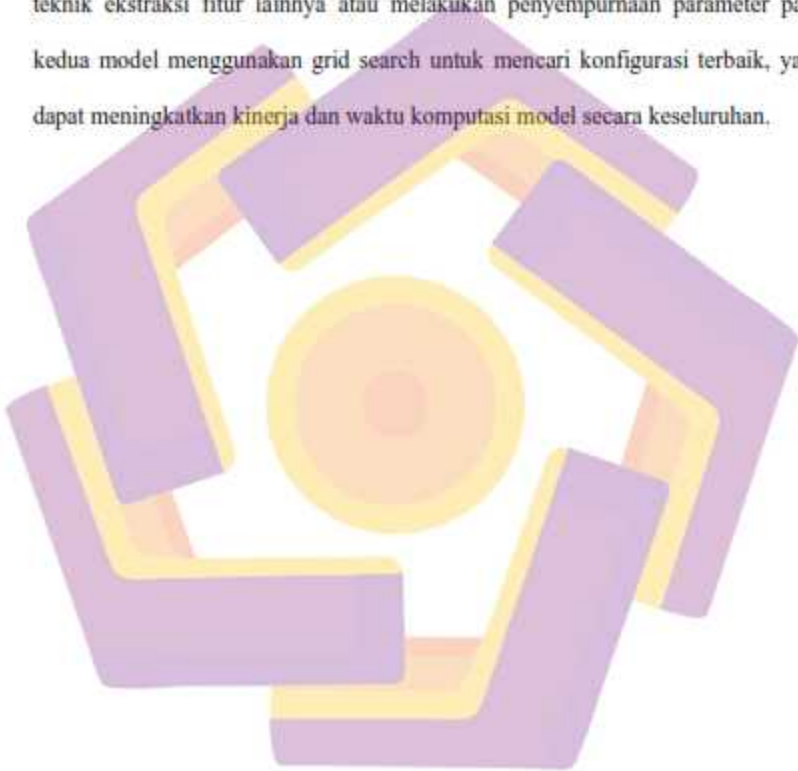 teknik ekstraksi fitur lainnya atau melakukan penyempurnaan parameter pa
kedua model menggunakan grid search untuk mencari konfigurasi terbaik, ya
dapat meningkatkan kinerja dan waktu komputasi model secara keseluruhan.